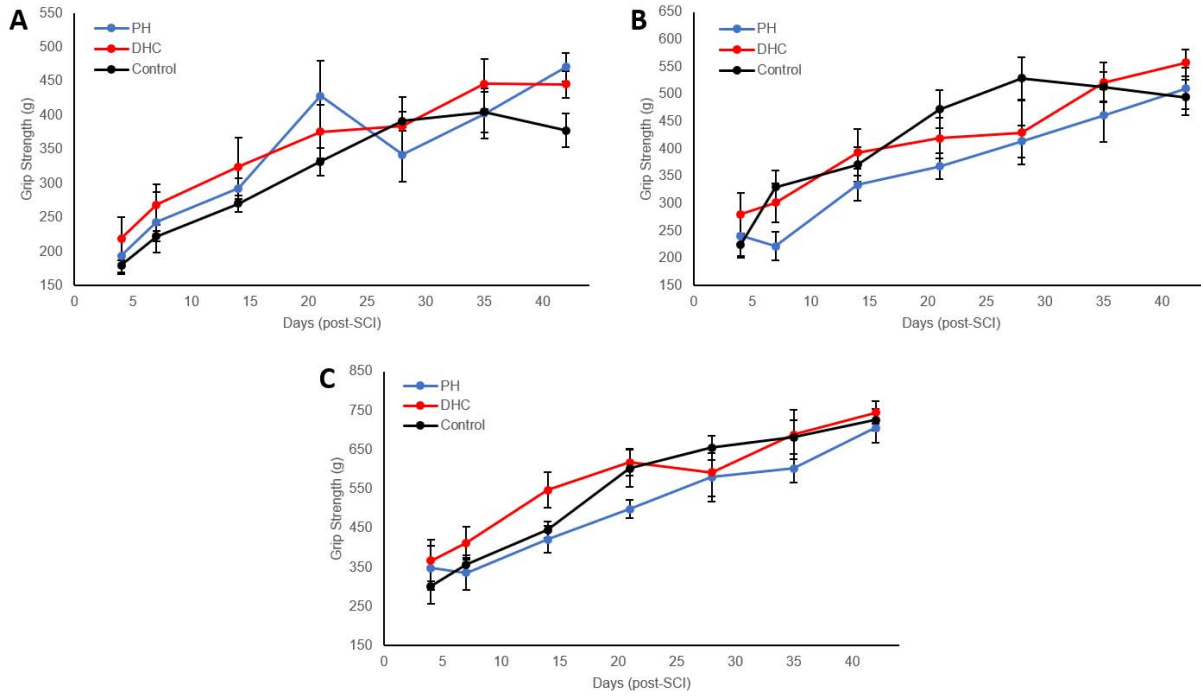 A
PH
DHC
Control
Grip Strength (g)
550
500
450
400
350
300
250
200
150
0 5 10 15 20 25 30 35 40
Days (post-SCI)
B
PH
DHC
Control
Grip Strength (g)
650
600
550
500
450
400
350
300
250
200
150
0 5 10 15 20 25 30 35 40
Days (post-SCI)
C
PH
DHC
Control
Grip Strength (g)
850
750
650
550
450
350
250
150
0 5 10 15 20 25 30 35 40
Days (post-SCI)